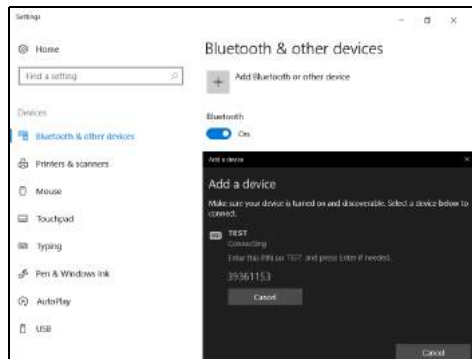 Settings
Home
Bluetooth & other devices
Find a setting
Add Bluetooth or other device
Devices
Bluetooth
Bluetooth & other devices
On
Printers & scanners
Add a device
Add a device
Mouse
Make sure your device is turned on and discoverable. Select a device below to
connect.
Touchpad
TEST
Connecting
Typing
Enter this PIN on TEST and press Enter if needed.
39361153
Pen & Windows Ink
Cancel
AutoPlay
USB
Cancel